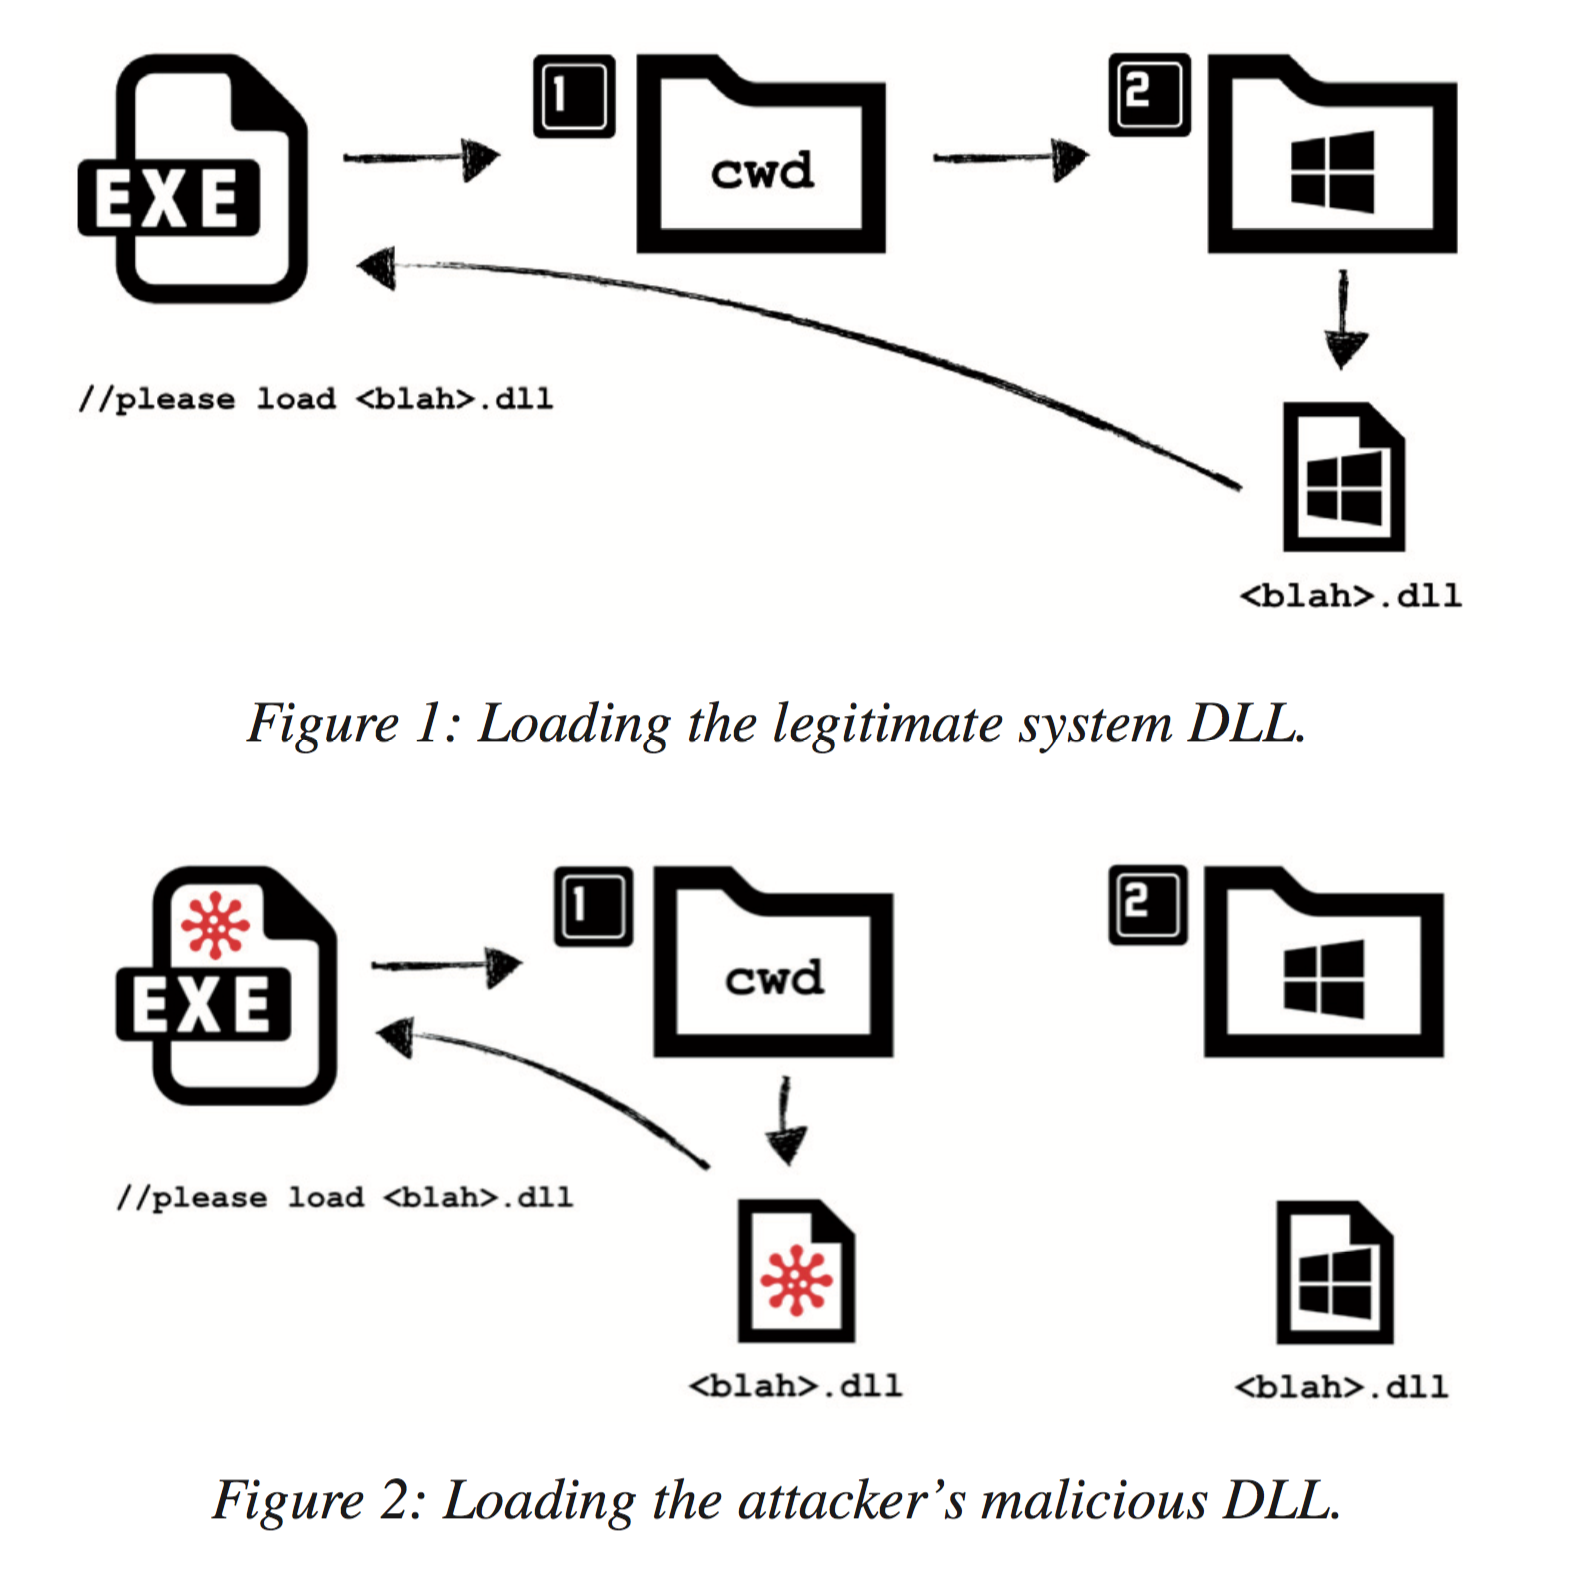 1
2
EXE
cwd
//please load <blah>.dll
<blah>.dll
Figure 1: Loading the legitimate system DLL.
1
2
EXE
cwd
//please load <blah>.dll
<blah>.dll
<blah>.dll
Figure 2: Loading the attacker’s malicious DLL.